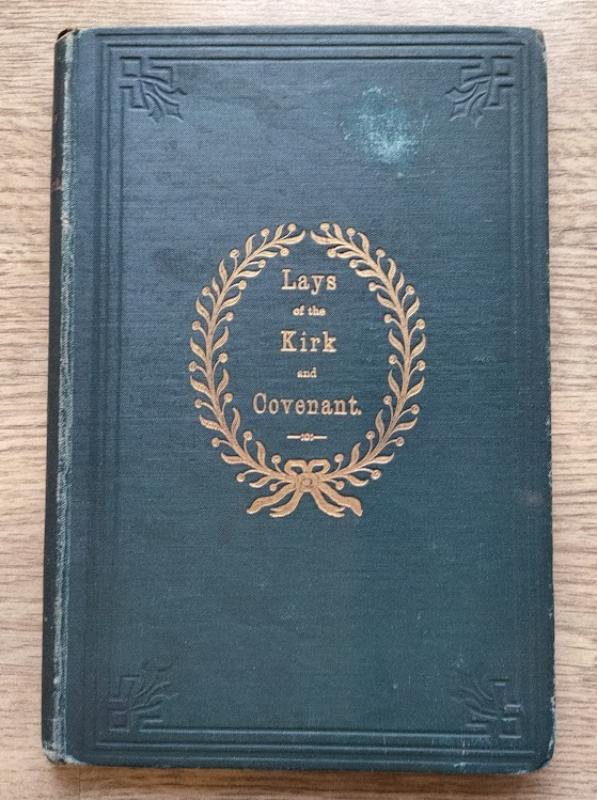 Lays
of the
Kirk
and
Covenant.